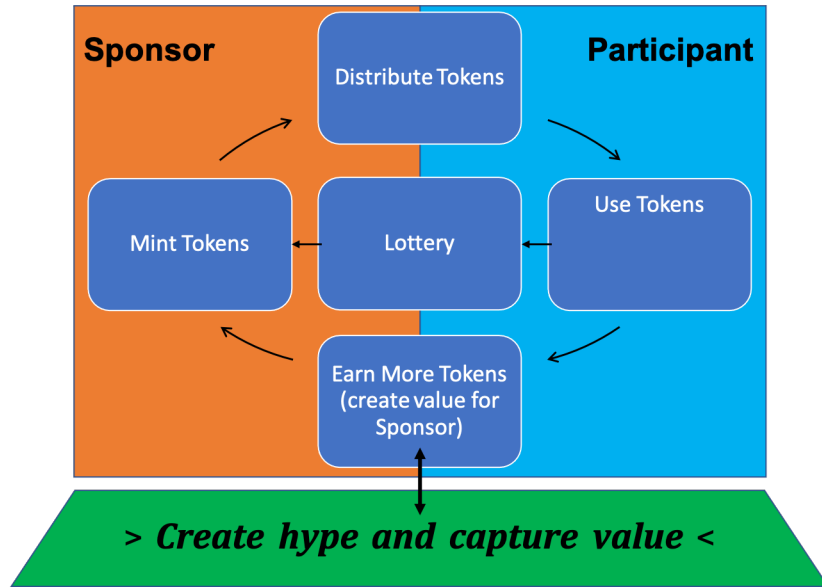 Sponsor
Participant
Distribute Tokens
Mint Tokens
Lottery
Use Tokens
Earn More Tokens
(create value for
Sponsor)
> Create hype and capture value <